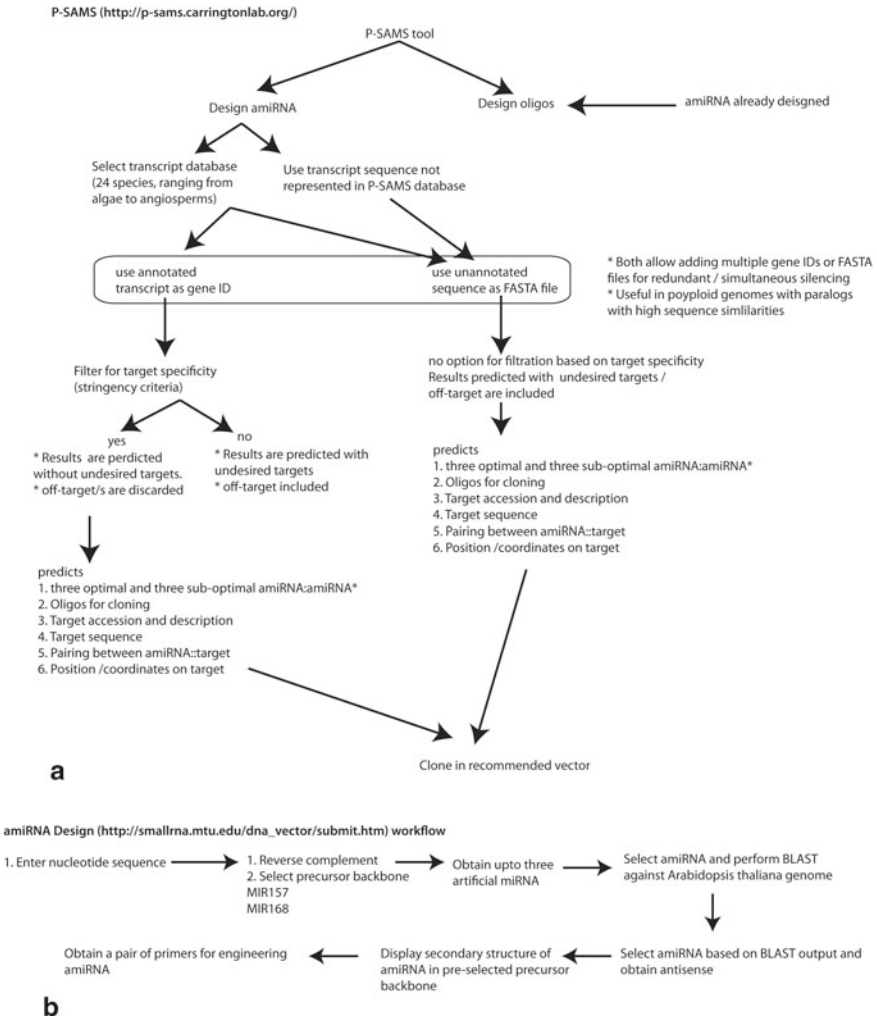 P-SAMS (http://p-sams.carringtonlab.org/)
P-SAMS tool
Design amiRNA
Design oligos
amiRNA already deisgned
Select transcript database
(24 species, ranging from
algae to angiosperms)
Use transcript sequence not
represented in P-SAMS database
use annotated
transcript as gene ID
use unannotated
sequence as FASTA file
* Both allow adding multiple gene IDs or FASTA
files for redundant / simultaneous silencing
* Useful in poyploid genomes with paralogs
with high sequence simlilarities
Filter for target specificity
(stringency criteria)
no option for filtration based on target specificity
Results predicted with undesired targets /
off-target are included
yes
* Results are perdicted
without undesired targets.
* off-target/s are discarded
no
* Results are predicted with
undesired targets
* off-target included
predicts
1. three optimal and three sub-optimal amiRNA:amiRNA*
2. Oligos for cloning
3. Target accession and description
4. Target sequence
5. Pairing between amiRNA::target
6. Position /coordinates on target
predicts
1. three optimal and three sub-optimal amiRNA:amiRNA*
2. Oligos for cloning
3. Target accession and description
4. Target sequence
5. Pairing between amiRNA::target
6. Position /coordinates on target
Clone in recommended vector
a
amiRNA Design (http://smallrna.mtu.edu/dna_vector/submit.htm) workflow
1. Enter nucleotide sequence
1. Reverse complement
2. Select precursor backbone
MIR157
MIR168
Obtain upto three
artificial miRNA
Select amiRNA and perform BLAST
against Arabidopsis thaliana genome
Select amiRNA based on BLAST output and
obtain antisense
Display secondary structure of
amiRNA in pre-selected precursor
backbone
Obtain a pair of primers for engineering
amiRNA
b